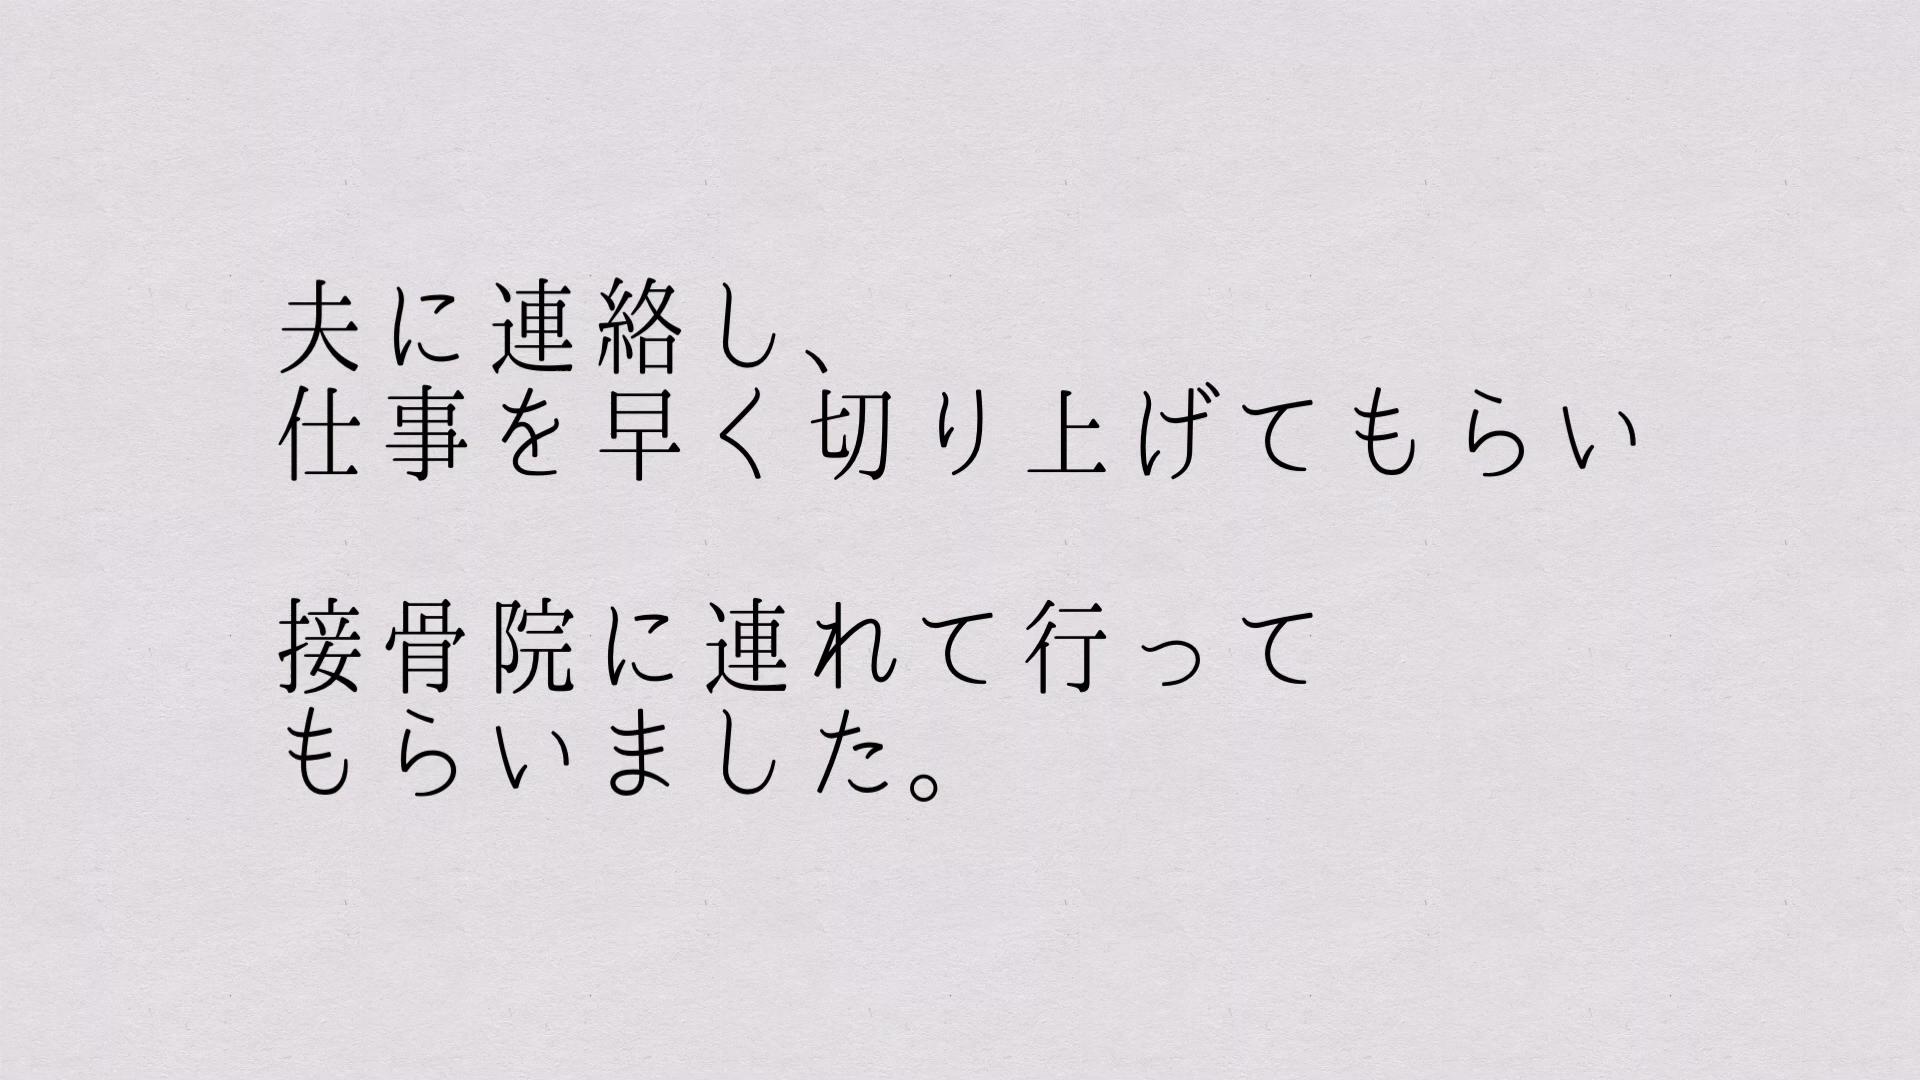 夫に連絡し、
仕事を早く切り上げてもらい
接骨院に連れて行って
もらいました。